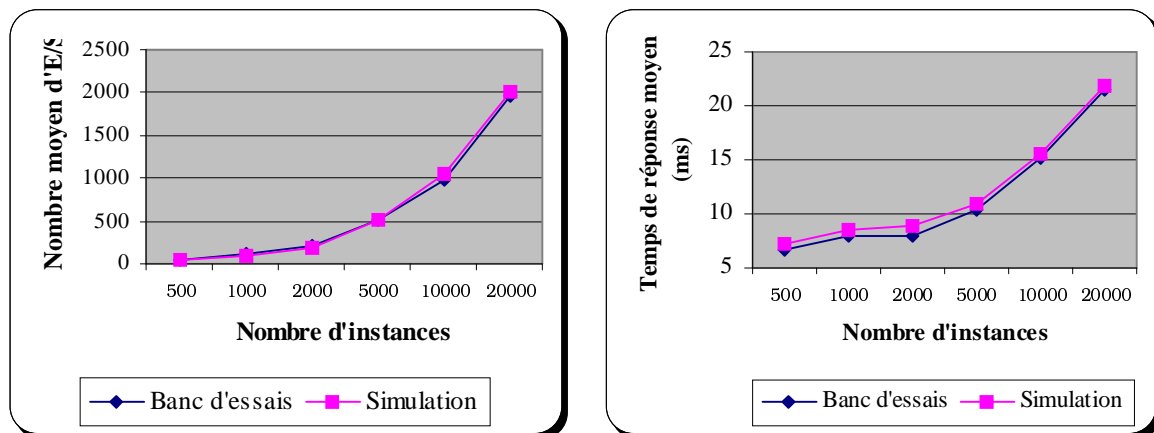 Nombre moyen d'E/S
2500
2000
1500
1000
500
0
500 1000 2000 5000 10000 20000
Nombre d'instances
Banc d'essais Simulation
Temps de réponse moyen
(ms)
25
20
15
10
5
500 1000 2000 5000 10000 20000
Nombre d'instances
Banc d'essais Simulation